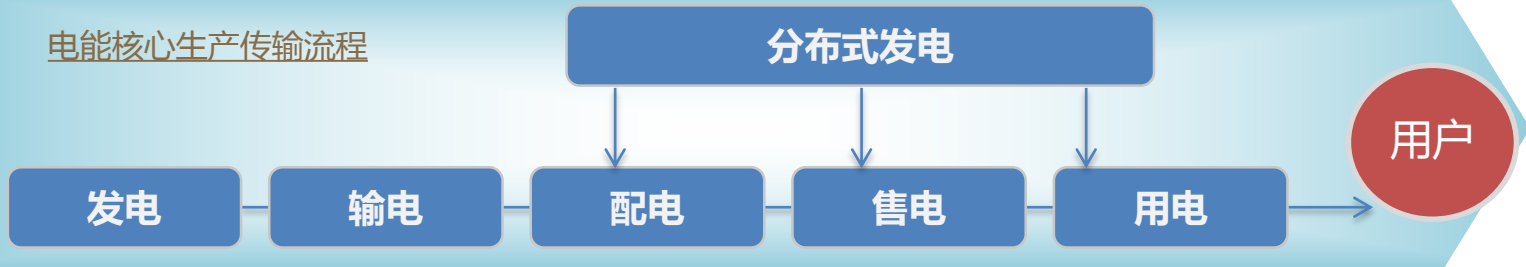 电能核心生产传输流程
分布式发电
用户
发电
输电
配电
售电
用电